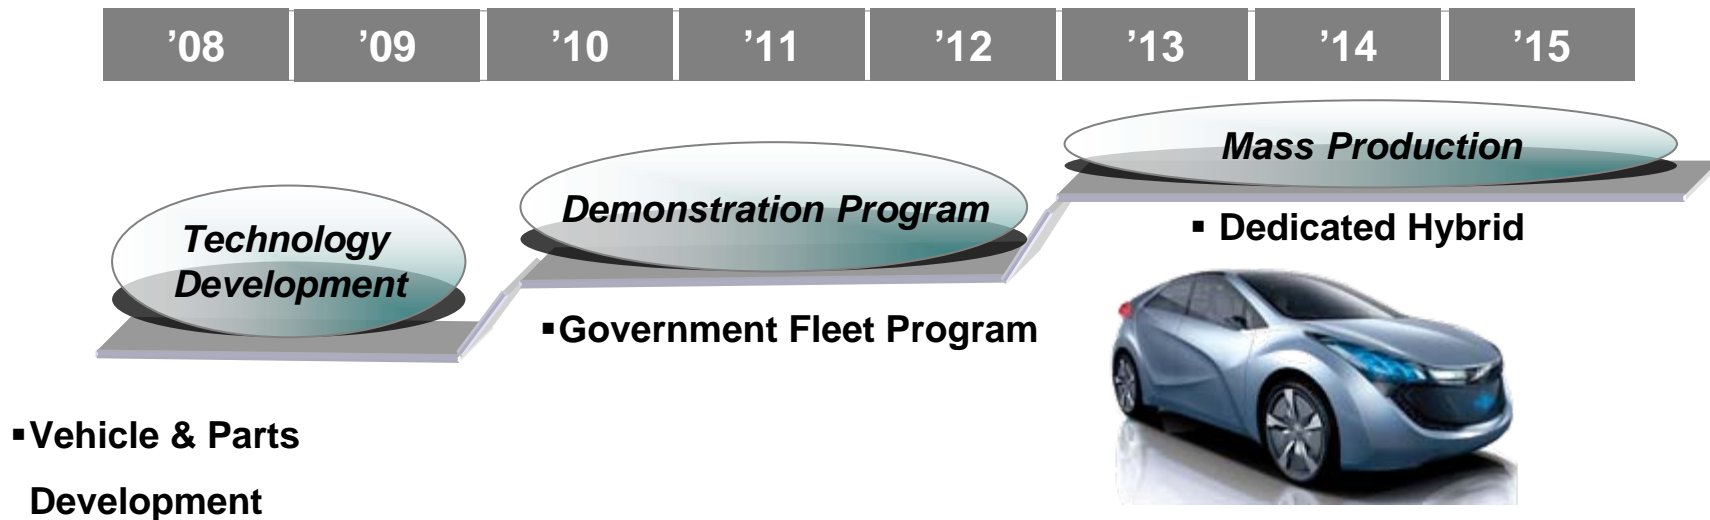 ’08 ’09 ’10 ’11 ’12 ’13 ’14 ’15
Mass Production
Demonstration Program
Technology
Development
▪ Dedicated Hybrid
▪Government Fleet Program
▪Vehicle & Parts
Development